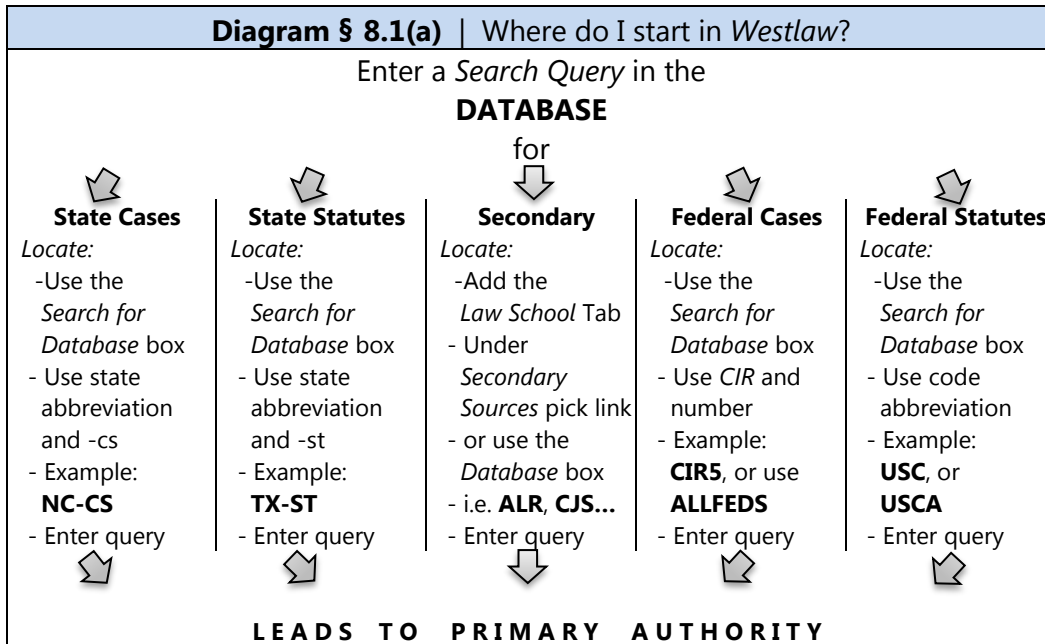 Diagram § 8.1(a) | Where do I start in Westlaw?
Enter a Search Query in the
DATABASE
for
State Cases
Locate:
-Use the
Search for
Database box
- Use state
abbreviation
and -cs
- Example:
NC-CS
- Enter query
State Statutes
Locate:
-Use the
Search for
Database box
- Use state
abbreviation
and -st
- Example:
TX-ST
- Enter query
Secondary
Locate:
-Add the
Law School Tab
- Under
Secondary
Sources pick link
- or use the
Database box
- i.e. ALR, CJS…
- Enter query
Federal Cases
Locate:
-Use the
Search for
Database box
- Use CIR and
number
- Example:
CIR5, or use
ALLFEDS
- Enter query
Federal Statutes
Locate:
-Use the
Search for
Database box
- Use code
abbreviation
- Example:
USC, or
USCA
- Enter query
LEADS TO PRIMARY AUTHORITY